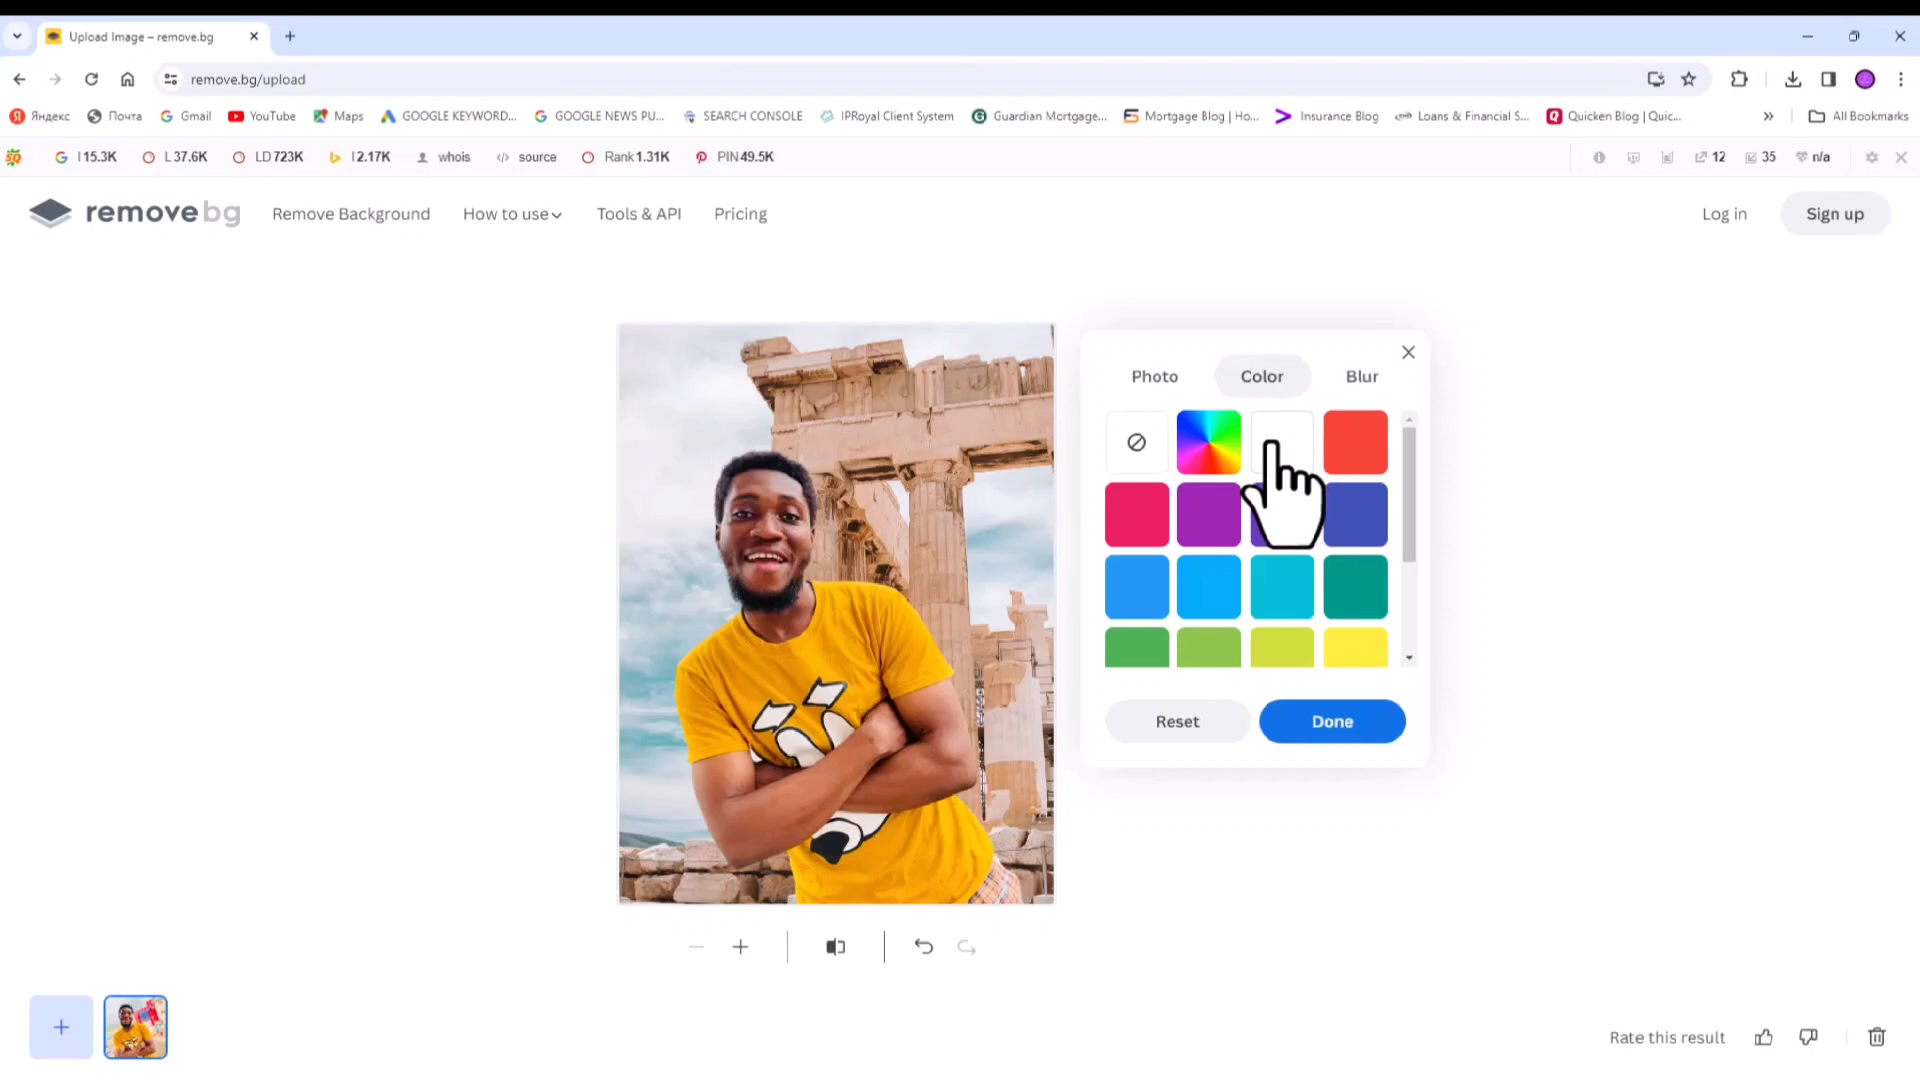 Upload Image – remove.bg
remove.bg/upload
Яндекс Почта Gmail YouTube Maps GOOGLE KEYWORD... GOOGLE NEWS PU... SEARCH CONSOLE IPRoyal Client System Guardian Mortgage... Mortgage Blog | Ho... Insurance Blog Loans & Financial S... Quicken Blog | Quic... » All Bookmarks
I 15.3K L 37.6K LD 723K I 2.17K whois source Rank 1.31K PIN 49.5K 12 35 n/a
remove bg Remove Background How to use Tools & API Pricing Log in Sign up
Photo Color Blur
Reset Done
Rate this result